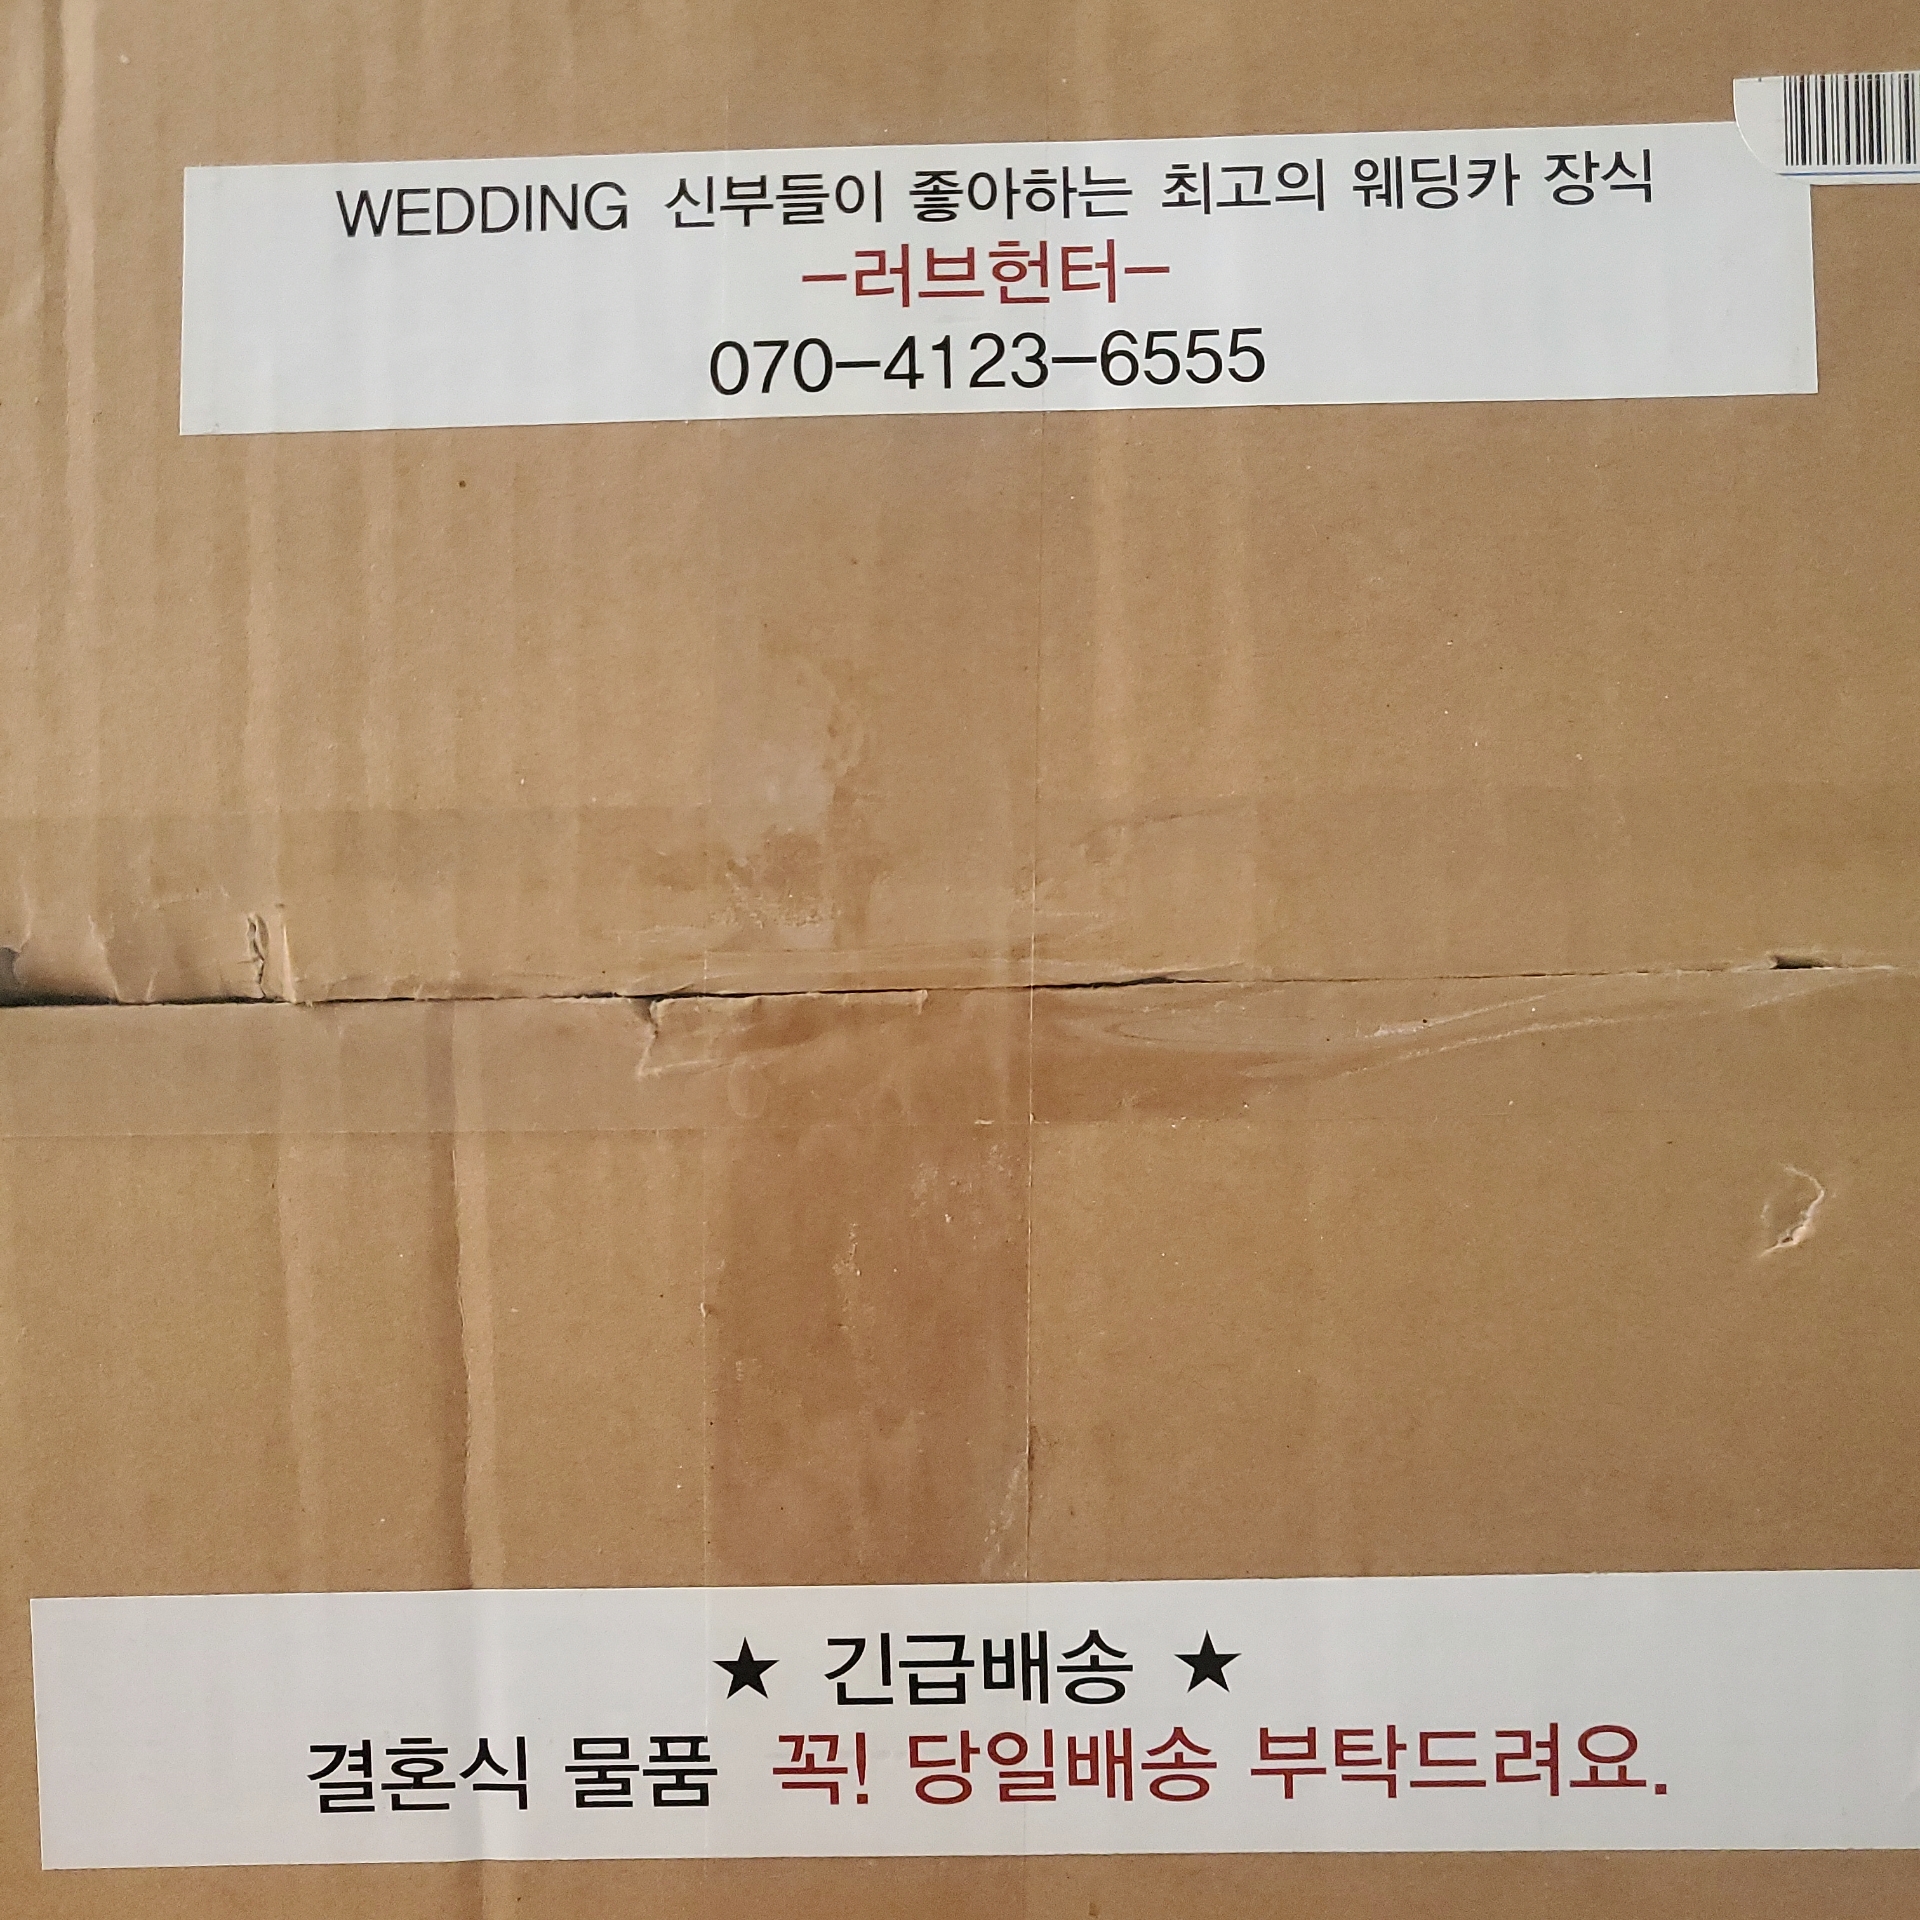 WEDDING 신부들이 좋아하는 최고의 웨딩카 장식
–러브헌터–
070–4123–6555
★ 긴급배송 ★
결혼식 물품 꼭! 당일배송 부탁드려요.